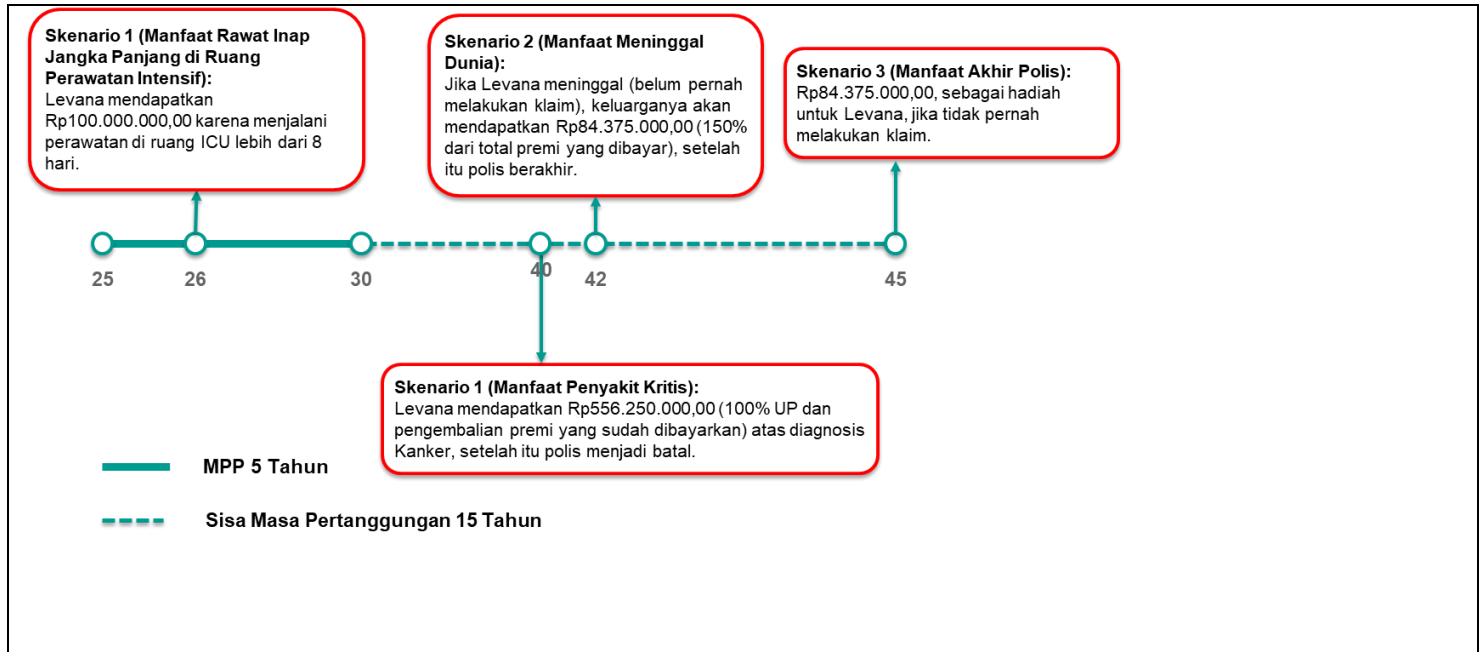 Skenario 1 (Manfaat Rawat Inap
Jangka Panjang di Ruang
Perawatan Intensif):
Levana mendapatkan
Rp100.000.000,00 karena menjalani
perawatan di ruang ICU lebih dari 8
hari.
Skenario 2 (Manfaat Meninggal
Dunia):
Jika Levana meninggal (belum pernah
melakukan klaim), keluarganya akan
mendapatkan Rp84.375.000,00 (150%
dari total premi yang dibayar), setelah
itu polis berakhir.
Skenario 3 (Manfaat Akhir Polis):
Rp84.375.000,00, sebagai hadiah
untuk Levana, jika tidak pernah
melakukan klaim.
25
26
30
40
42
45
Skenario 1 (Manfaat Penyakit Kritis):
Levana mendapatkan Rp556.250.000,00 (100% UP dan
pengembalian premi yang sudah dibayarkan) atas diagnosis
Kanker, setelah itu polis menjadi batal.
MPP 5 Tahun
Sisa Masa Pertanggungan 15 Tahun